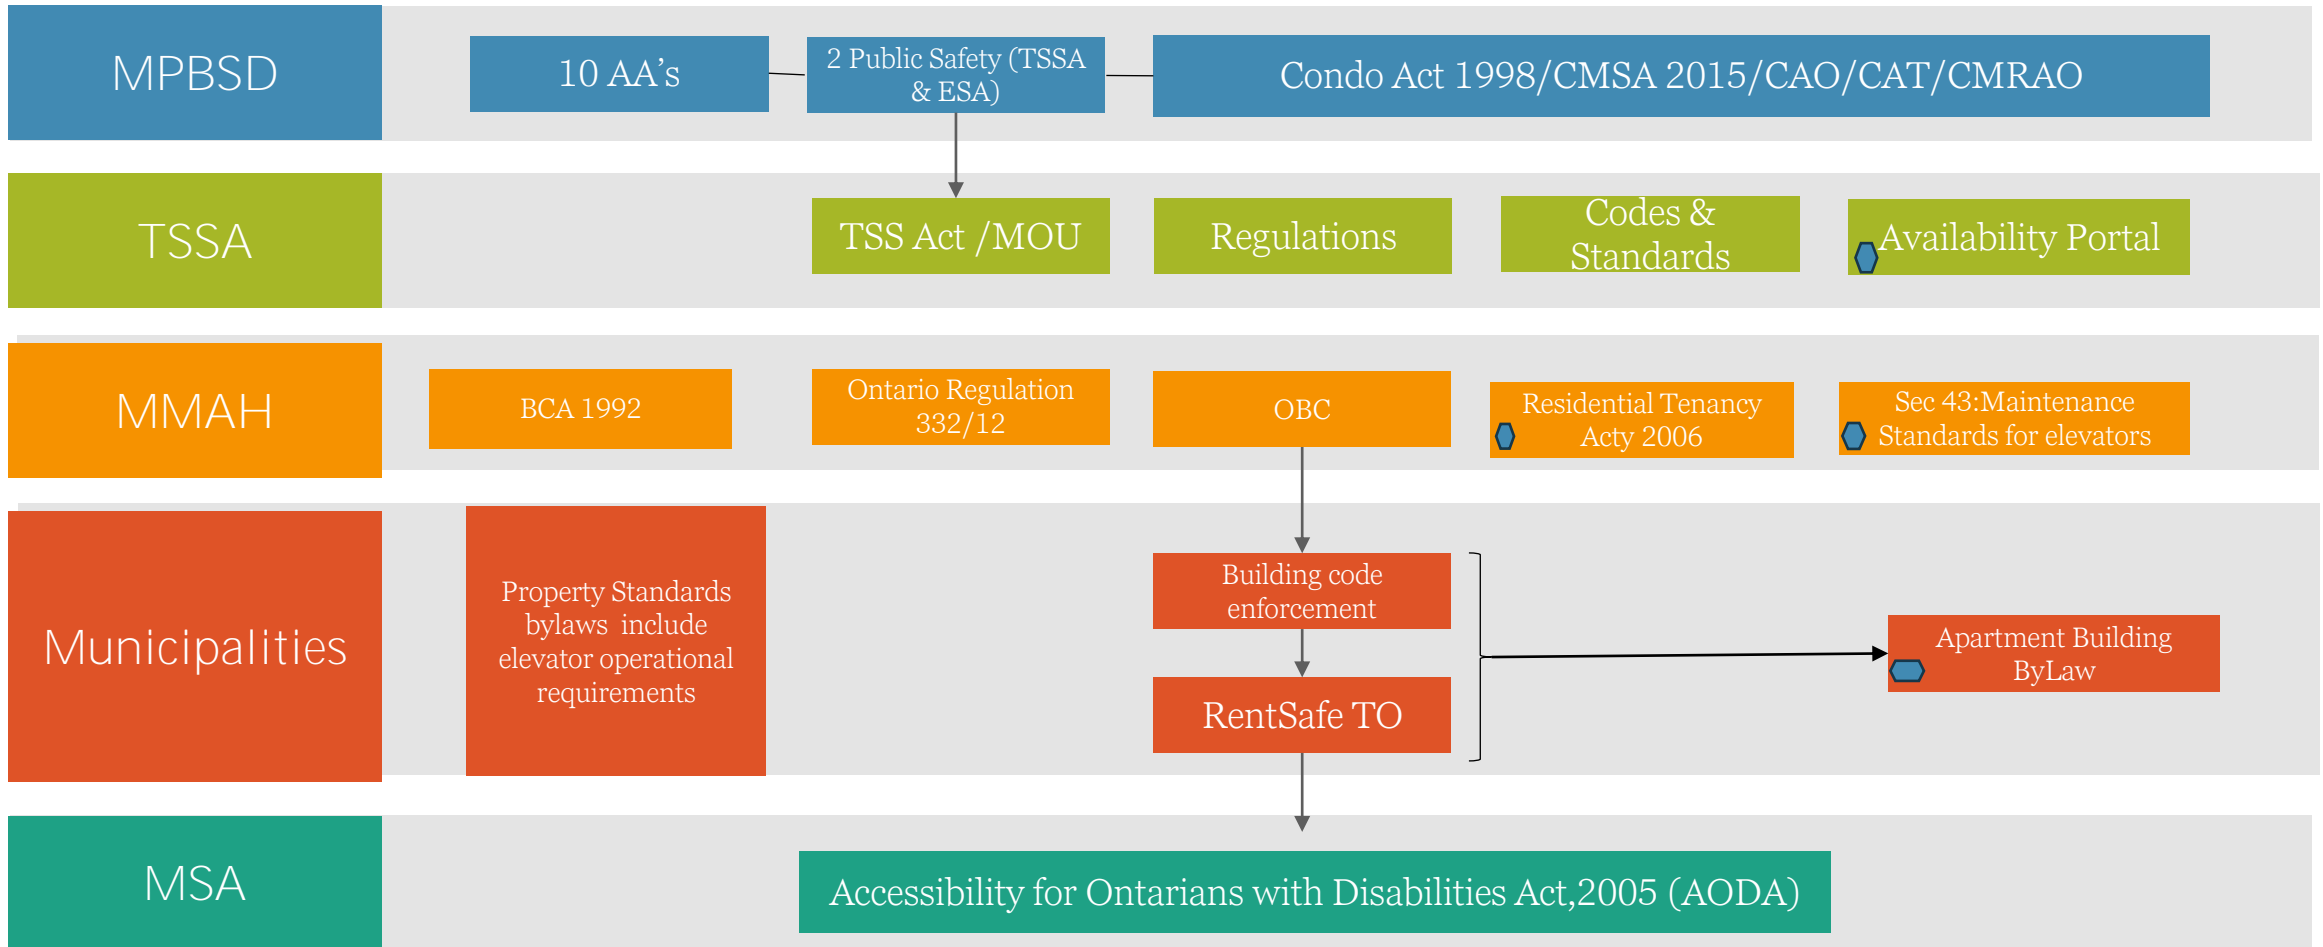 MPBSD
10 AA's
2 Public Safety (TSSA
& ESA)
Condo Act 1998/CMSA 2015/CAO/CAT/CMRAO
TSSA
TSS Act /MOU
Regulations
Codes &
Standards
Availability Portal
MMAH
BCA 1992
Ontario Regulation
332/12
OBC
Residential Tenancy
Acty 2006
Sec 43:Maintenance
Standards for elevators
Municipalities
Property Standards
bylaws  include
elevator operational
requirements
Building code
enforcement
RentSafe TO
Apartment Building
ByLaw
MSA
Accessibility for Ontarians with Disabilities Act,2005 (AODA)